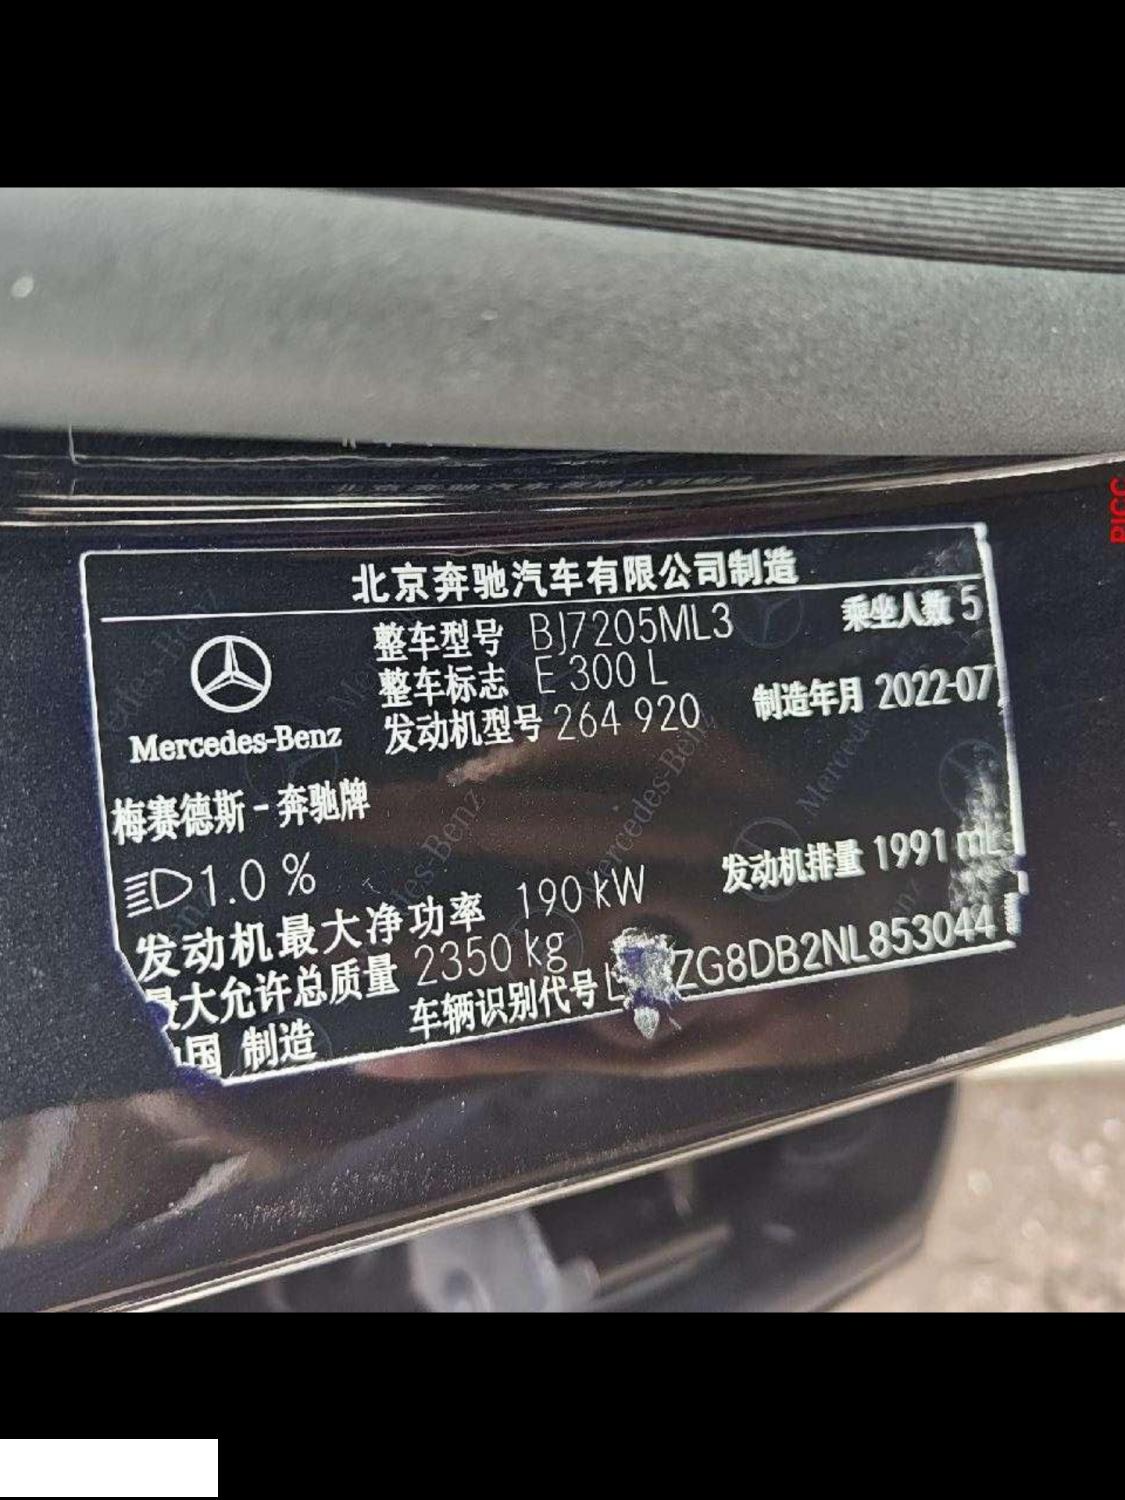 北京奔驰汽车有限公司制造
整车型号 BJ7205ML3 乘坐人数 5
整车标志 E 300 L
发动机型号 264 920 制造年月 2022-07
Mercedes-Benz
梅赛德斯-奔驰牌
1.0 %
发动机最大净功率 190 kW 发动机排量 1991 mL
最大允许总质量 2350 kg
车辆识别代号 ZG8DB2NL853044
中国 制造